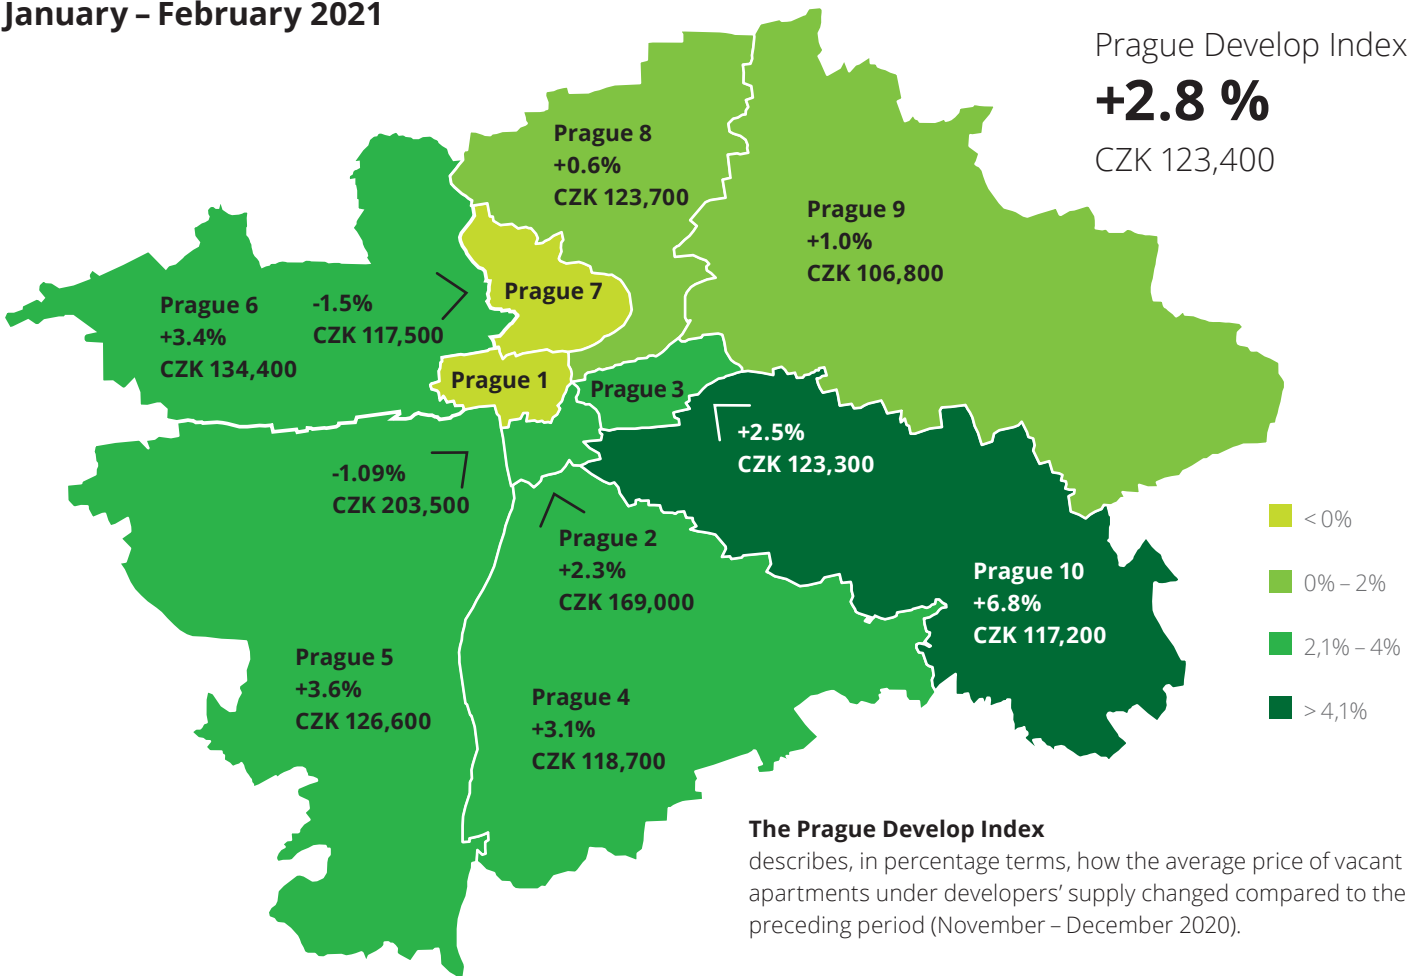 January – February 2021
Prague Develop Index
+2.8 %
CZK 123,400
Prague 8
+0.6%
CZK 123,700
Prague 9
+1.0%
CZK 106,800
Prague 7
-1.5%
CZK 117,500
Prague 6
+3.4%
CZK 134,400
Prague 1
-1.09%
CZK 203,500
Prague 3
+2.5%
CZK 123,300
Prague 2
+2.3%
CZK 169,000
Prague 10
+6.8%
CZK 117,200
Prague 5
+3.6%
CZK 126,600
Prague 4
+3.1%
CZK 118,700
< 0%
0% – 2%
2,1% – 4%
> 4,1%
The Prague Develop Index
describes, in percentage terms, how the average price of vacant
apartments under developers’ supply changed compared to the
preceding period (November – December 2020).